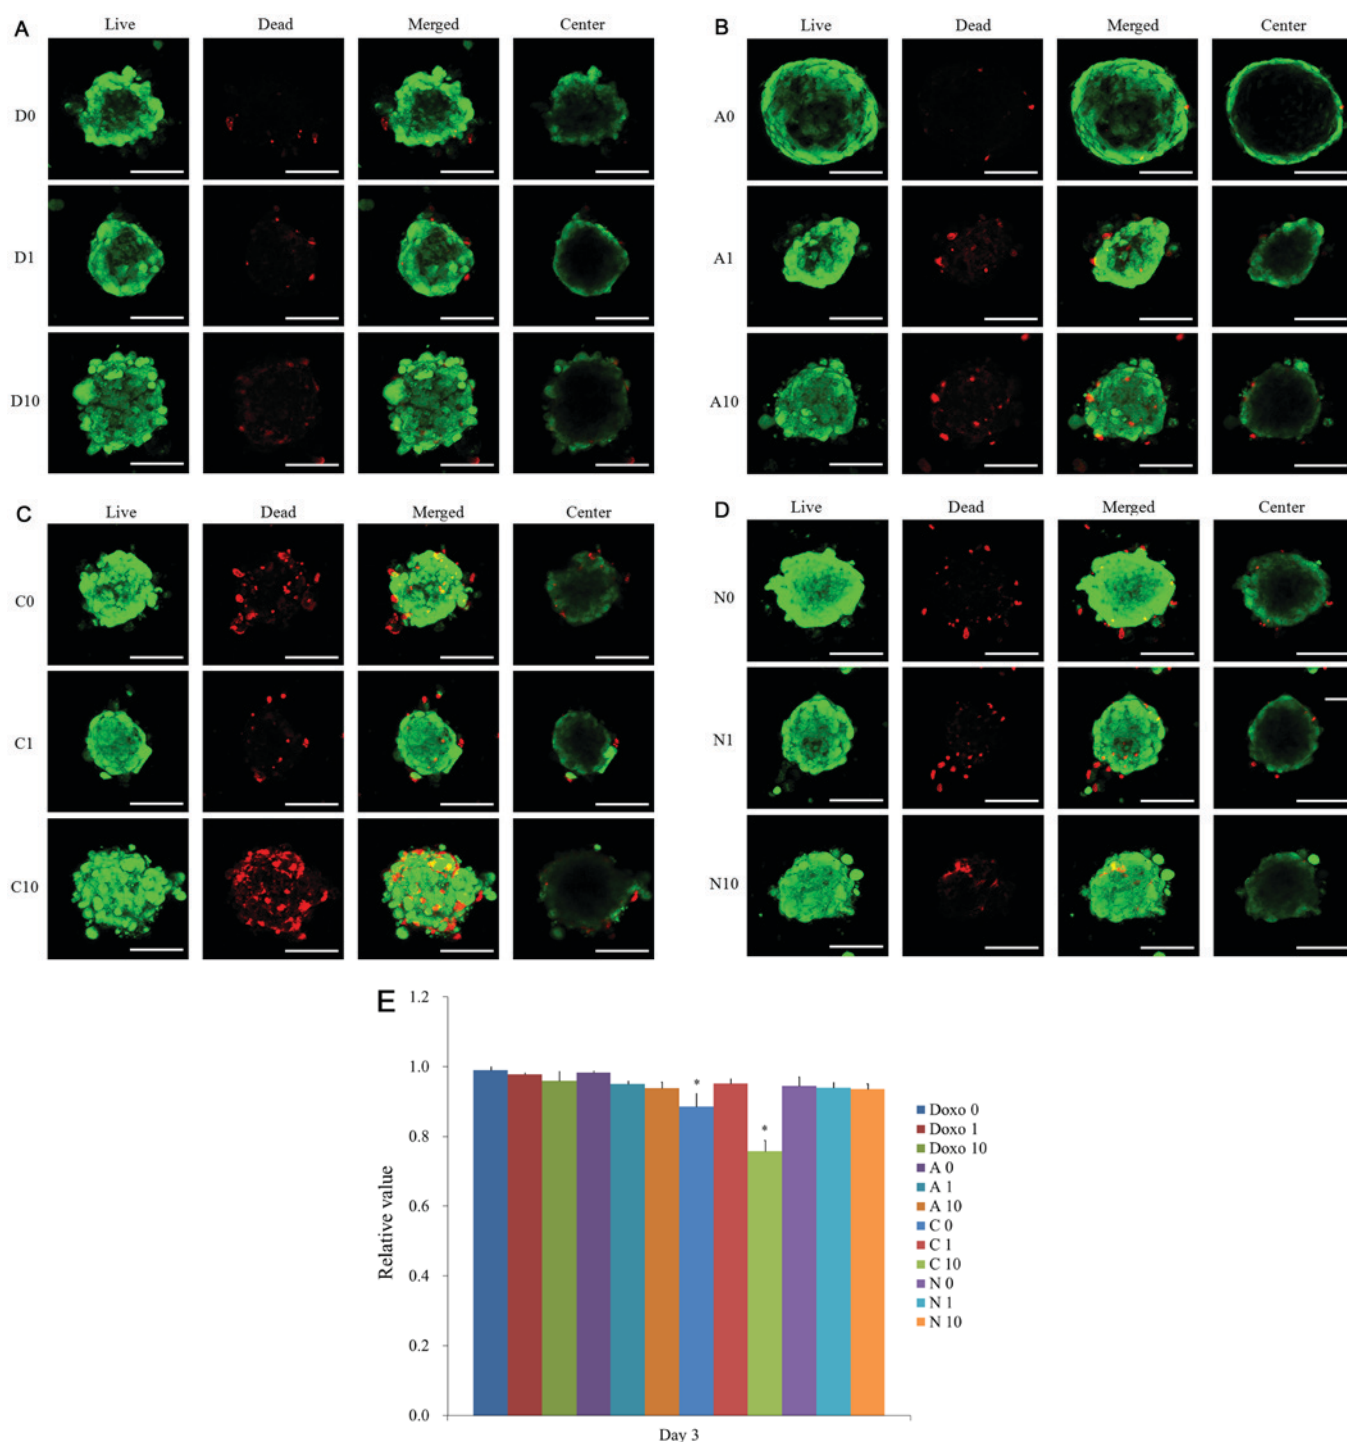 A
Live Dead Merged Center
D0
D1
D10
B
Live Dead Merged Center
A0
A1
A10
C
Live Dead Merged Center
C0
C1
C10
D
Live Dead Merged Center
N0
N1
N10
E
1.2
1.0
0.8
0.6
0.4
0.2
0.0
Relative value
*
*
Day 3
Doxo 0
Doxo 1
Doxo 10
A 0
A 1
A 10
C 0
C 1
C 10
N 0
N 1
N 10